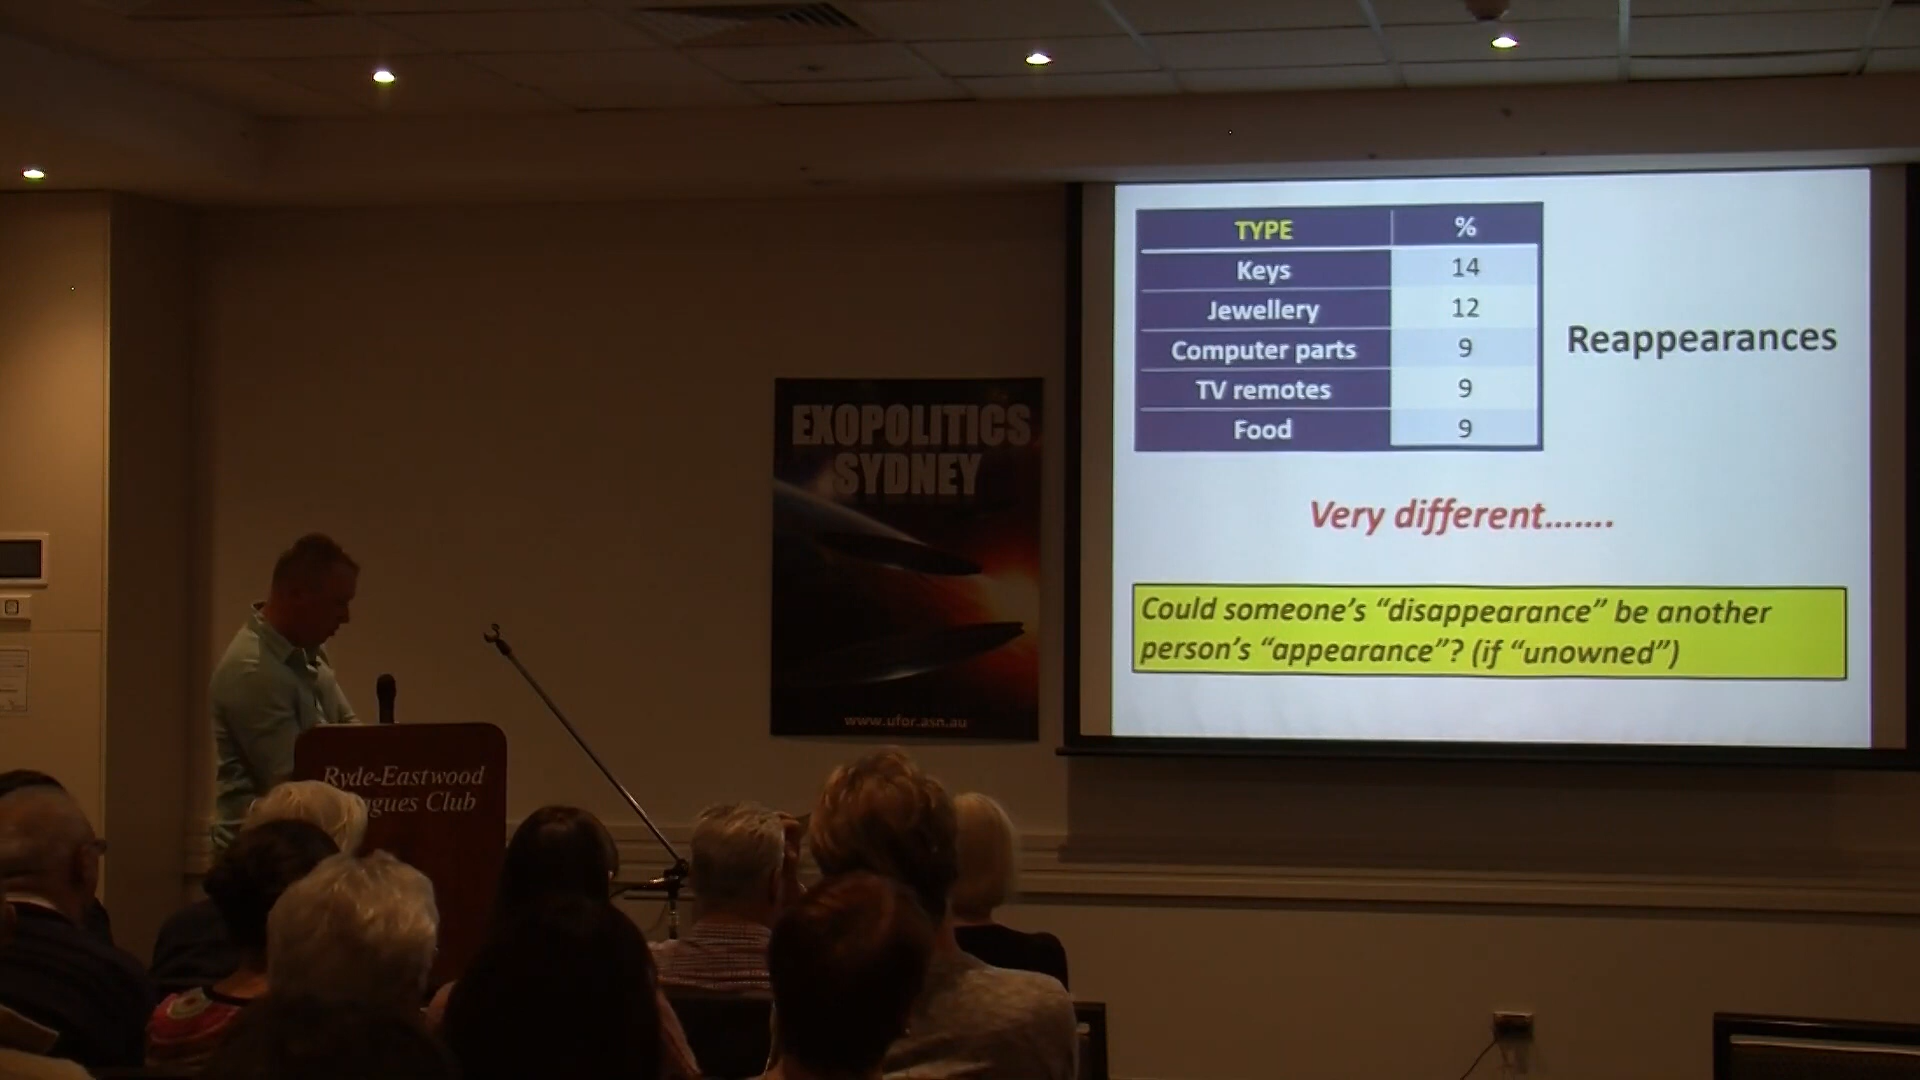 EXOPOLITICS
SYDNEY
www.ufor.asn.au
Ryde-Eastwood
Club
TYPE %
Keys 14
Jewellery 12
Computer parts 9
TV remotes 9
Food 9
Reappearances
Very different.......
Could someone's “disappearance” be another
person's “appearance”? (if “unowned”)